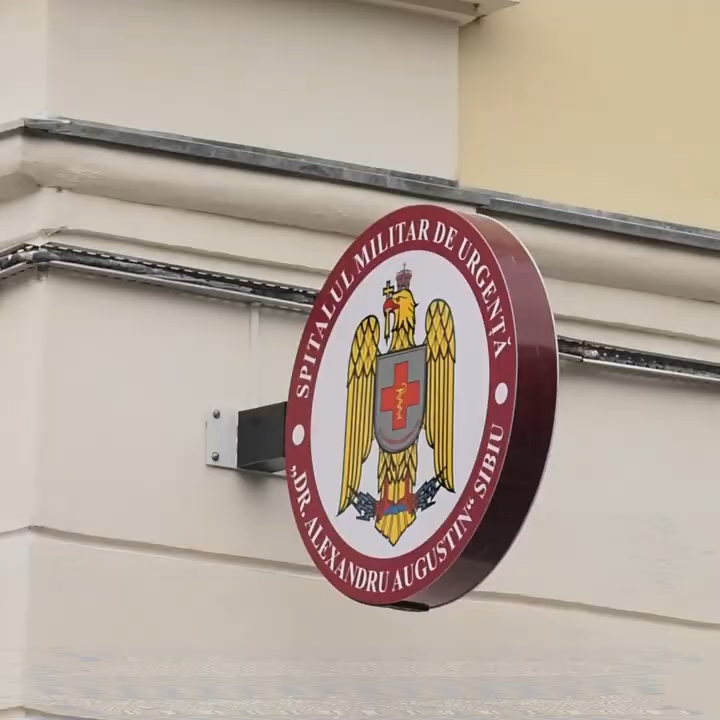 SPITALUL MILITAR DE URGENȚĂ
„DR. ALEXANDRU AUGUSTIN“ SIBIU